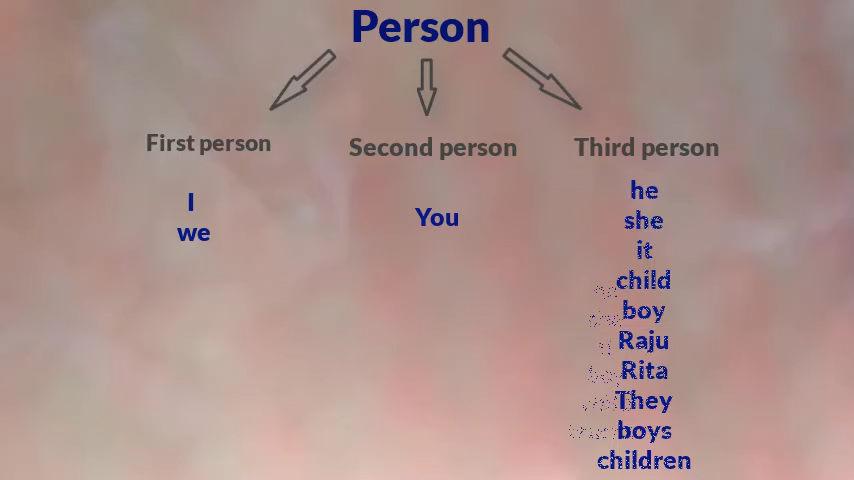 Person
First person
Second person
Third person
I
we
You
he
she
it
child
boy
Raju
Rita
They
boys
children